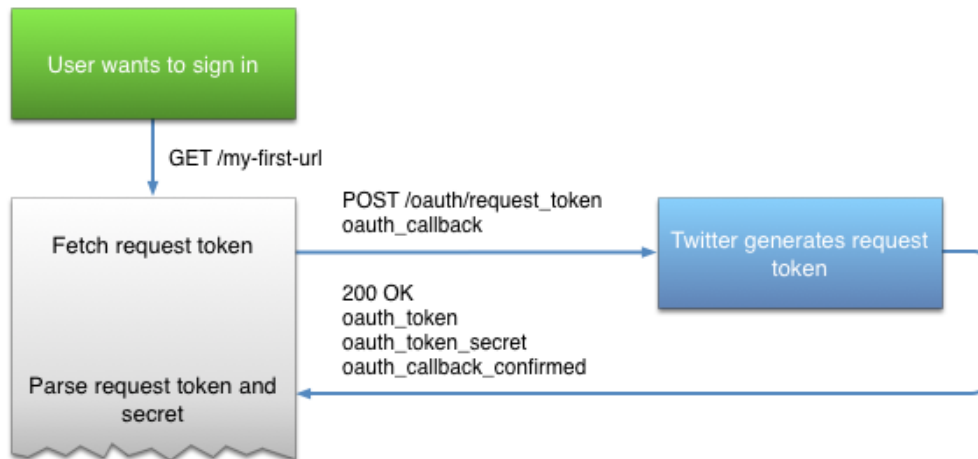 User wants to sign in
GET /my-first-url
Fetch request token
POST /oauth/request_token
oauth_callback
Twitter generates request
token
200 OK
oauth_token
oauth_token_secret
oauth_callback_confirmed
Parse request token and
secret